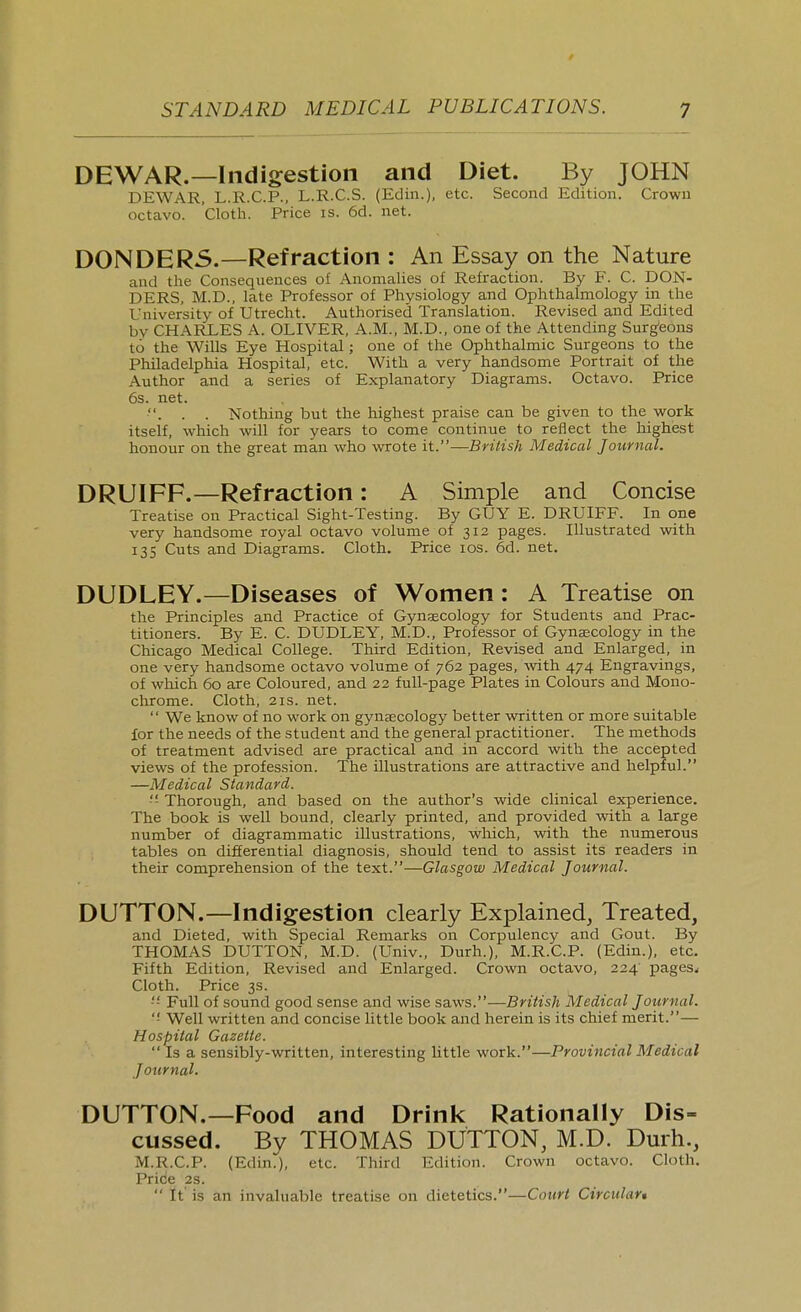 STANDARD MEDICAL PUBLICATIONS. 7
DEWAR.—Indigestion and Diet. By JOHN
DEWAR, L.R.C.P., L.R.C.S. (Edin.), etc. Second Edition. Crown
octavo. Cloth. Price 1s. 6d. net.
DONDERS.—Refraction : An Essay on the Nature
and the Consequences of Anomalies of Refraction. By F. C. DON-
DERS, M.D., late Professor of Physiology and Ophthalmology in the
University of Utrecht. Authorised Translation. Revised and Edited
by CHARLES A. OLIVER, A.M., M.D., one of the Attending Surgeons
to the Wills Eye Hospital ; one of the Ophthalmic Surgeons to the
Philadelphia Hospital, etc. With a very handsome Portrait of the
Author and a series of Explanatory Diagrams. Octavo. Price
6s. net.
“. . . Nothing but the highest praise can be given to the work
itself, which will for years to come continue to reflect the highest
honour on the great man who wrote it.”—British Medical Journal.
DRUIFF.—Refraction : A Simple and Concise
Treatise on Practical Sight-Testing. By GUY E. DRUIFF. In one
very handsome royal octavo volume of 312 pages. Illustrated with
135 Cuts and Diagrams. Cloth. Price 10s. 6d. net.
DUDLEY.—Diseases of Women : A Treatise on
the Principles and Practice of Gynæcology for Students and Prac-
titioners. By E. C. DUDLEY, M.D., Professor of Gynæcology in the
Chicago Medical College. Third Edition, Revised and Enlarged, in
one very handsome octavo volume of 762 pages, with 474 Engravings,
of which 60 are Coloured, and 22 full-page Plates in Colours and Mono-
chrome. Cloth, 21s. net.
“ We know of no work on gynæcology better written or more suitable
for the needs of the student and the general practitioner. The methods
of treatment advised are practical and in accord with the accepted
views of the profession. The illustrations are attractive and helpful.”
—Medical Standard.
“ Thorough, and based on the author's wide clinical experience.
The book is well bound, clearly printed, and provided with a large
number of diagrammatic illustrations, which, with the numerous
tables on differential diagnosis, should tend to assist its readers in
their comprehension of the text.”—Glasgow Medical Journal.
DUTTON.—Indigestion clearly Explained, Treated,
and Dieted, with Special Remarks on Corpulency and Gout. By
THOMAS DUTTON, M.D. (Univ., Durh.), M.R.C.P. (Edin.), etc.
Fifth Edition, Revised and Enlarged. Crown octavo, 224 pages.
Cloth. Price 3s.
“ Full of sound good sense and wise saws.”—British Medical Journal.
“ Well written and concise little book and herein is its chief merit.”—
Hospital Gazette.
“ Is a sensibly-written, interesting little work.”—Provincial Medical
Journal.
DUTTON.—Food and Drink Rationally Dis-
cussed. By THOMAS DUTTON, M.D. Durh.,
M.R.C.P. (Edin.), etc. Third Edition. Crown octavo. Cloth.
Price 2s.
“ It is an invaluable treatise on dietetics.”—Court Circular.